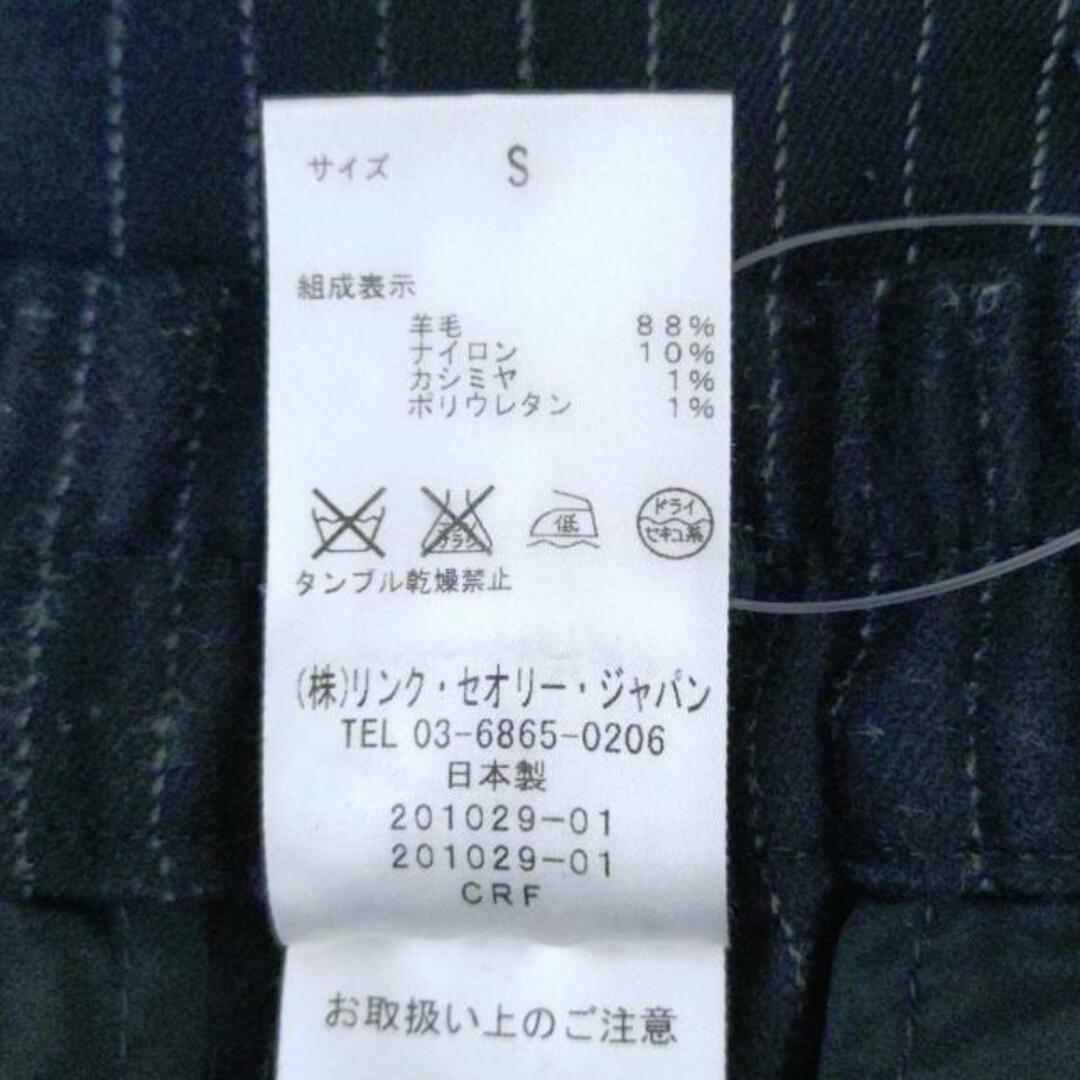 サイズ S
組成表示
羊毛 88%
ナイロン 10%
カシミヤ 1%
ポリウレタン 1%
低
ドライ
セキユ系
タンブル乾燥禁止
(株)リンク・セオリー・ジャパン
TEL 03-6865-0206
日本製
201029-01
201029-01
CRF
お取扱い上のご注意